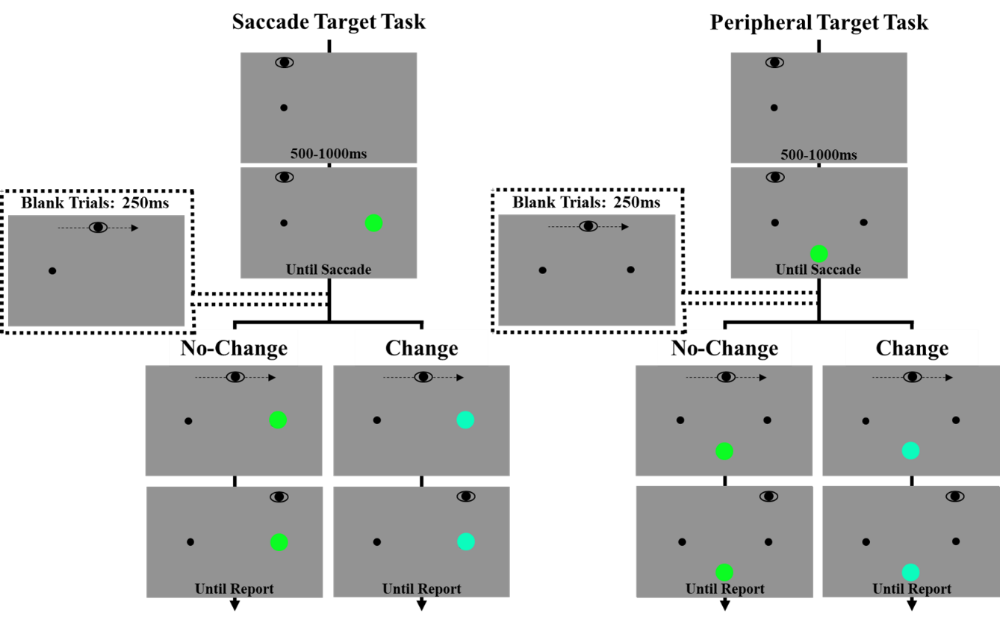 Saccade Target Task
500-1000ms
Blank Trials: 250ms
Until Saccade
No-Change
Change
Until Report
Until Report
Peripheral Target Task
500-1000ms
Blank Trials: 250ms
Until Saccade
No-Change
Change
Until Report
Until Report